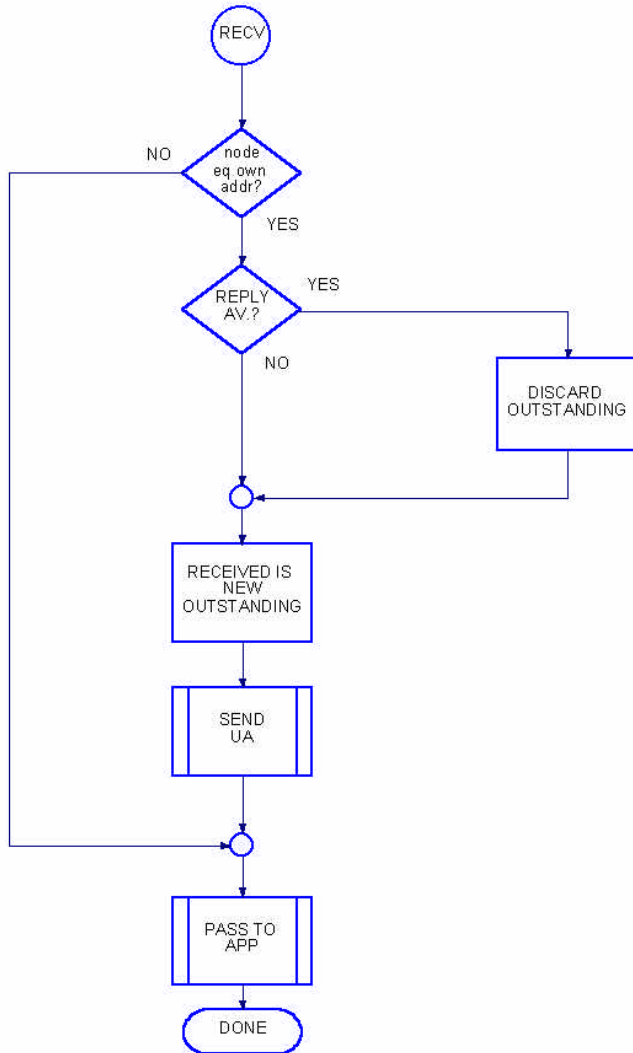 RECV
NO
node
eq own
addr?
YES
REPLY
AV.?
YES
NO
DISCARD
OUTSTANDING
RECEIVED IS
NEW
OUTSTANDING
SEND
UA
PASS TO
APP
DONE